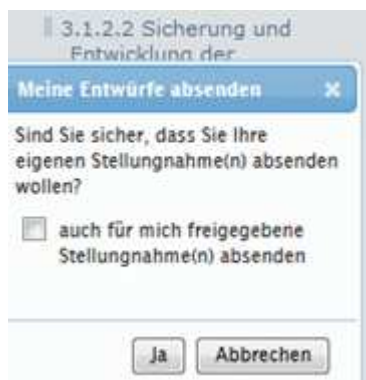 3.1.2.2 Sicherung und
Entwicklung der
Meine Entwürfe absenden
Sind Sie sicher, dass Sie Ihre
eigenen Stellungnahme(n) absenden
wollen?
auch für mich freigegebene
Stellungnahme(n) absenden
Ja Abbrechen